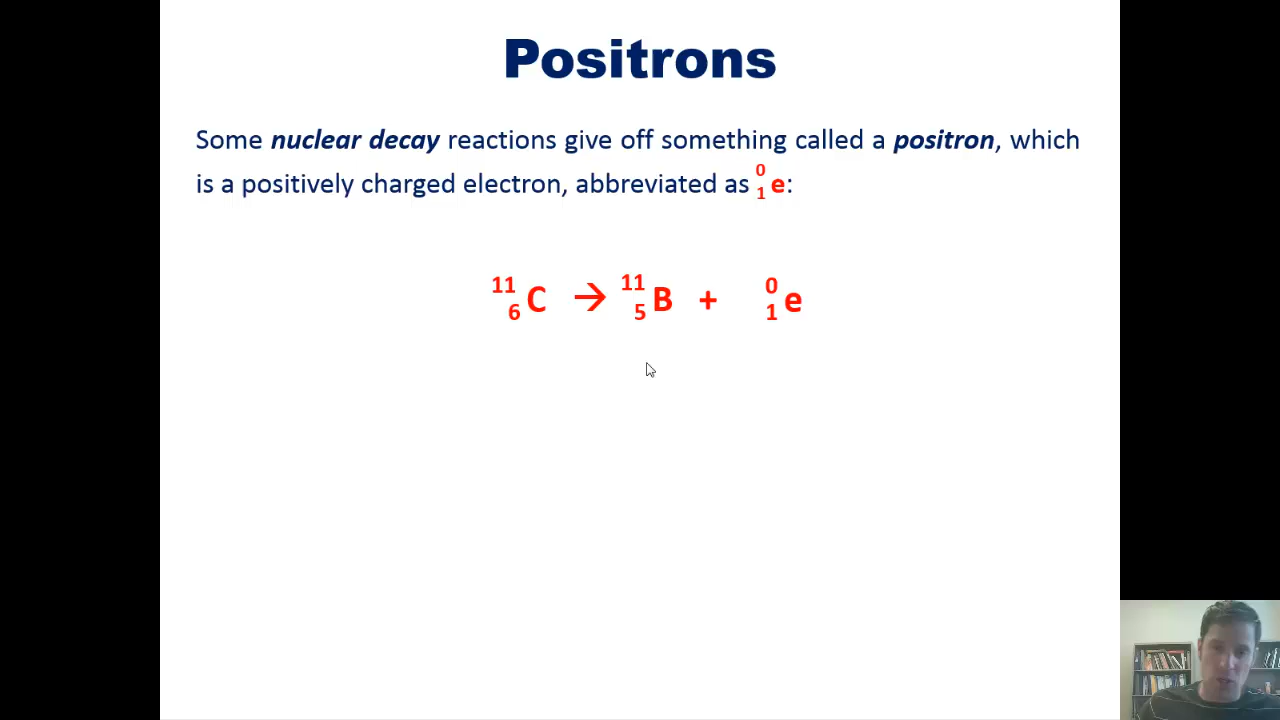 Positrons
Some nuclear decay reactions give off something called a positron, which
is a positively charged electron, abbreviated as ⁰₁e:
¹¹₆C → ¹¹₅B + ⁰₁e